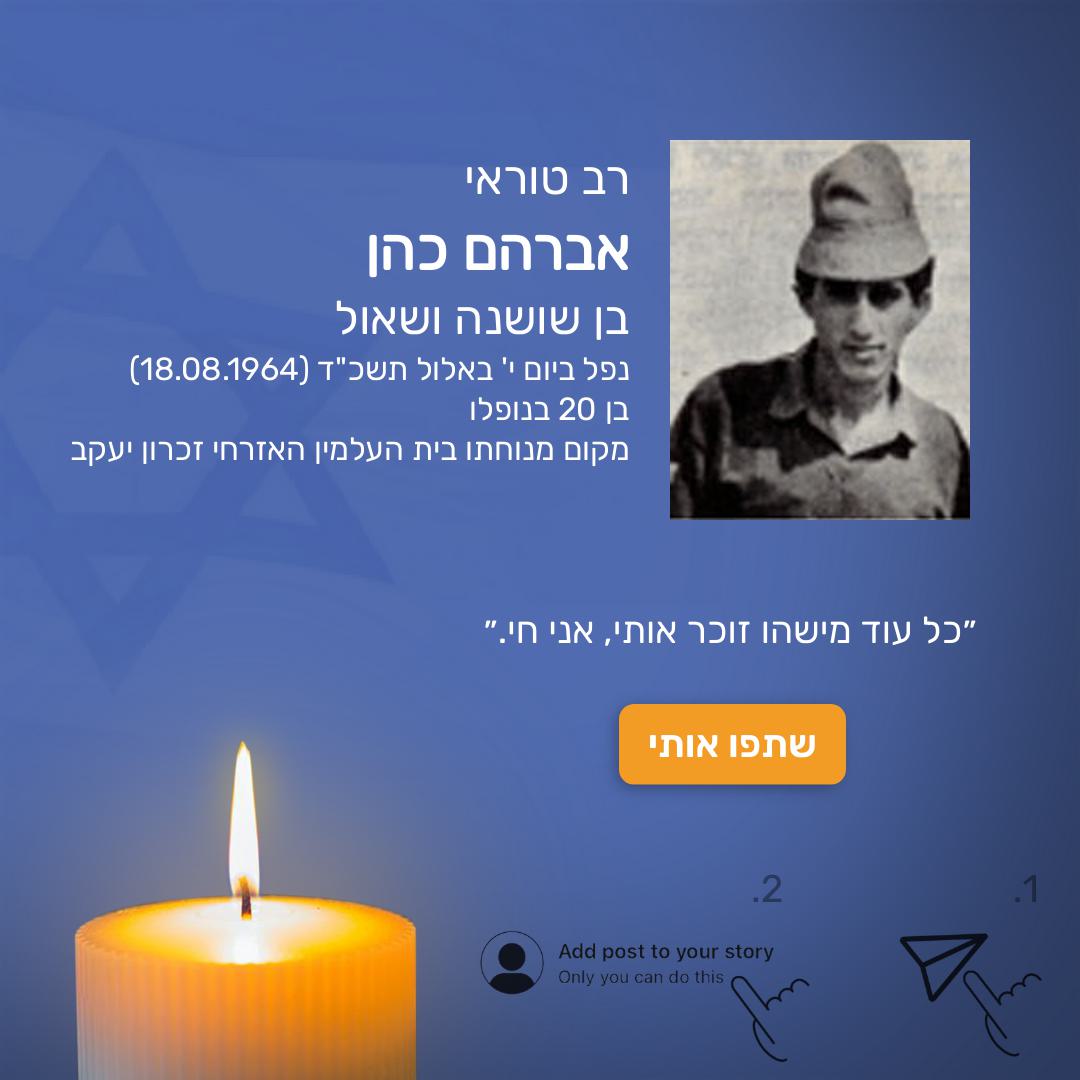 רב טוראי
אברהם כהן
בן שושנה ושאול
נפל ביום י' באלול תשכ"ד (18.08.1964)
בן 20 בנופלו
מקום מנוחתו בית העלמין האזרחי זכרון יעקב
״כל עוד מישהו זוכר אותי, אני חי.״
שתפו אותי
1.
2.
Add post to your story
Only you can do this